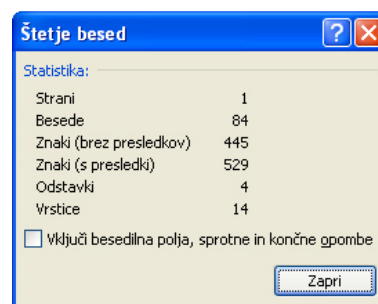 Štetje besed
Statistika:
Strani 1
Besede 84
Znaki (brez presledkov) 445
Znaki (s presledki) 529
Odstavki 4
Vrstice 14
Vključi besedilna polja, sprotne in končne opombe
Zapri